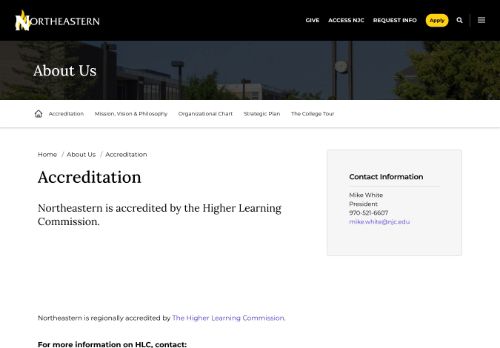 NORTHEASTERN
GIVE ACCESS NJC REQUEST INFO Apply
About Us
Accreditation Mission, Vision & Philosophy Organizational Chart Strategic Plan The College Tour
Home / About Us / Accreditation
Accreditation
Northeastern is accredited by the Higher Learning
Commission.
Contact Information
Mike White
President
970-521-6607
mike.white@njc.edu
Northeastern is regionally accredited by The Higher Learning Commission.
For more information on HLC, contact: